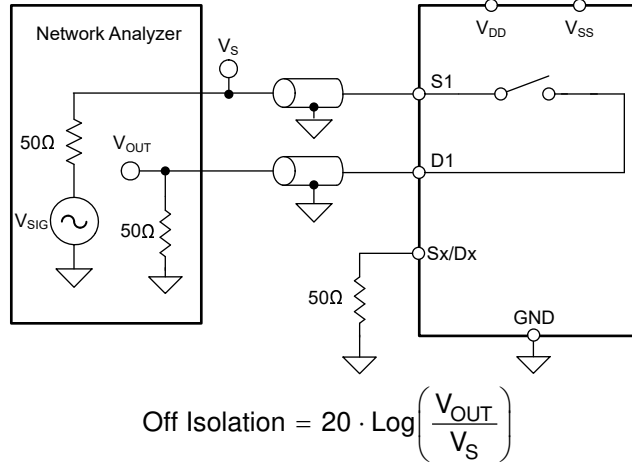 Network Analyzer
V_S
V_DD
V_SS
S1
50Ω
V_OUT
D1
V_SIG
50Ω
Sx/Dx
50Ω
GND
Off Isolation = 20 · Log(V_OUT / V_S)